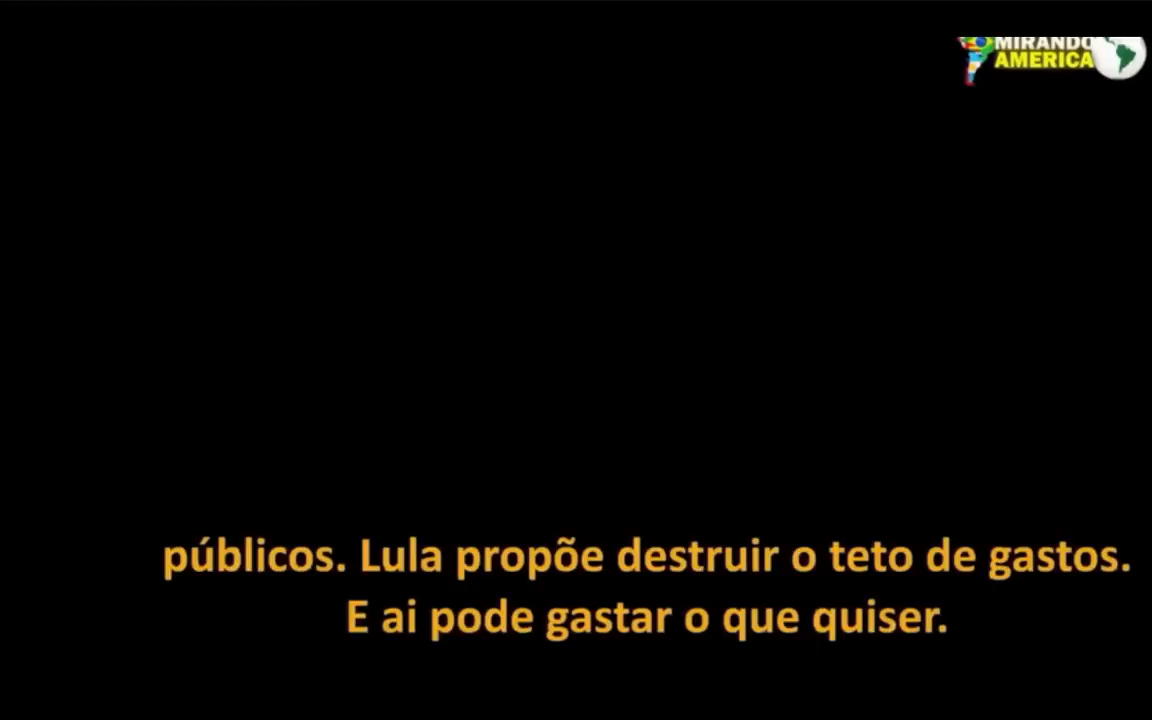 MIRANDO
AMERICA
públicos. Lula propõe destruir o teto de gastos.
E ai pode gastar o que quiser.